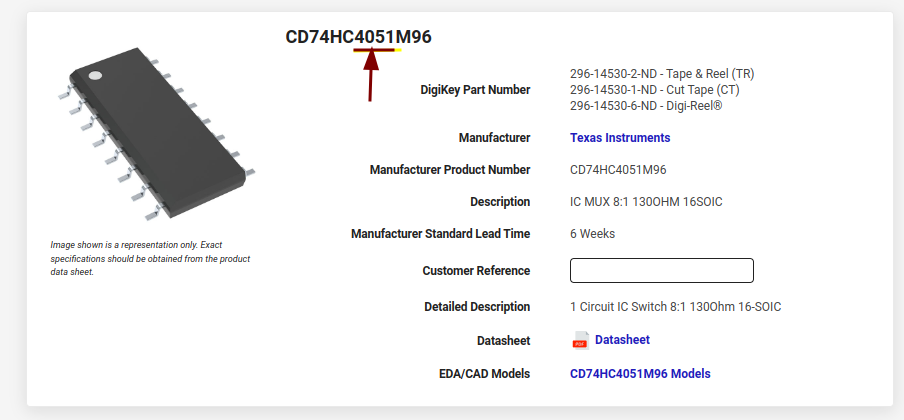 CD74HC4051M96
DigiKey Part Number
296-14530-2-ND - Tape & Reel (TR)
296-14530-1-ND - Cut Tape (CT)
296-14530-6-ND - Digi-Reel®
Manufacturer
Texas Instruments
Manufacturer Product Number
CD74HC4051M96
Description
IC MUX 8:1 130OHM 16SOIC
Manufacturer Standard Lead Time
6 Weeks
Customer Reference
Detailed Description
1 Circuit IC Switch 8:1 130Ohm 16-SOIC
Datasheet
PDF
Datasheet
EDA/CAD Models
CD74HC4051M96 Models
Image shown is a representation only. Exact
specifications should be obtained from the product
data sheet.